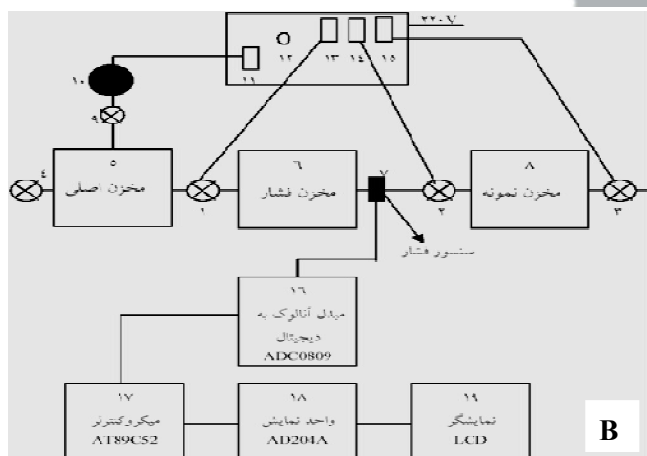 ۲۲۰V
۱۰
۱۱
۱۲
۱۳
۱۴
۱۵
۹
۴
۵
مخزن اصلی
۱
۶
مخزن فشار
۷
۲
۸
مخزن نمونه
۳
سنسور فشار
۱۶
مبدل آنالوک به
دیجیتال
ADC0809
۱۷
میکروکنترلر
AT89C52
۱۸
واحد نمایش
AD204A
۱۹
نمایشگر
LCD
B